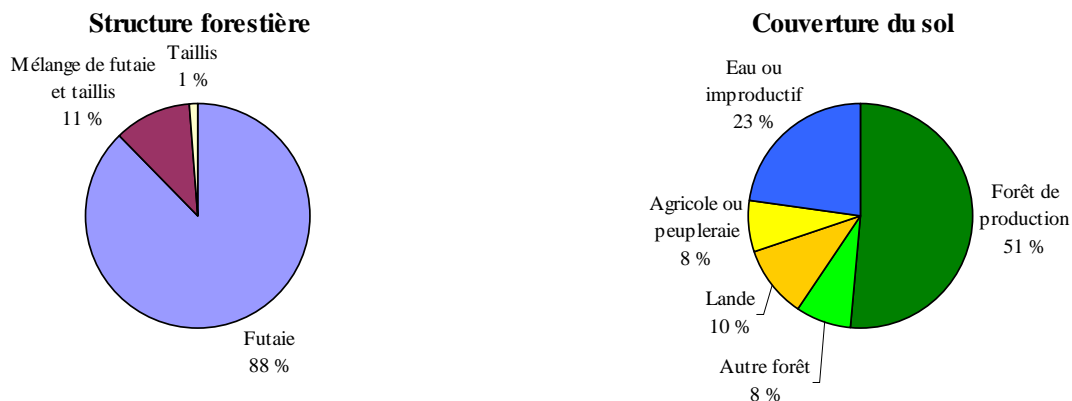 Structure forestière
Taillis
1 %
Mélange de futaie
et taillis
11 %
Futaie
88 %
Couverture du sol
Eau ou
improductif
23 %
Forêt de
production
51 %
Agricole ou
peupleraie
8 %
Lande
10 %
Autre forêt
8 %